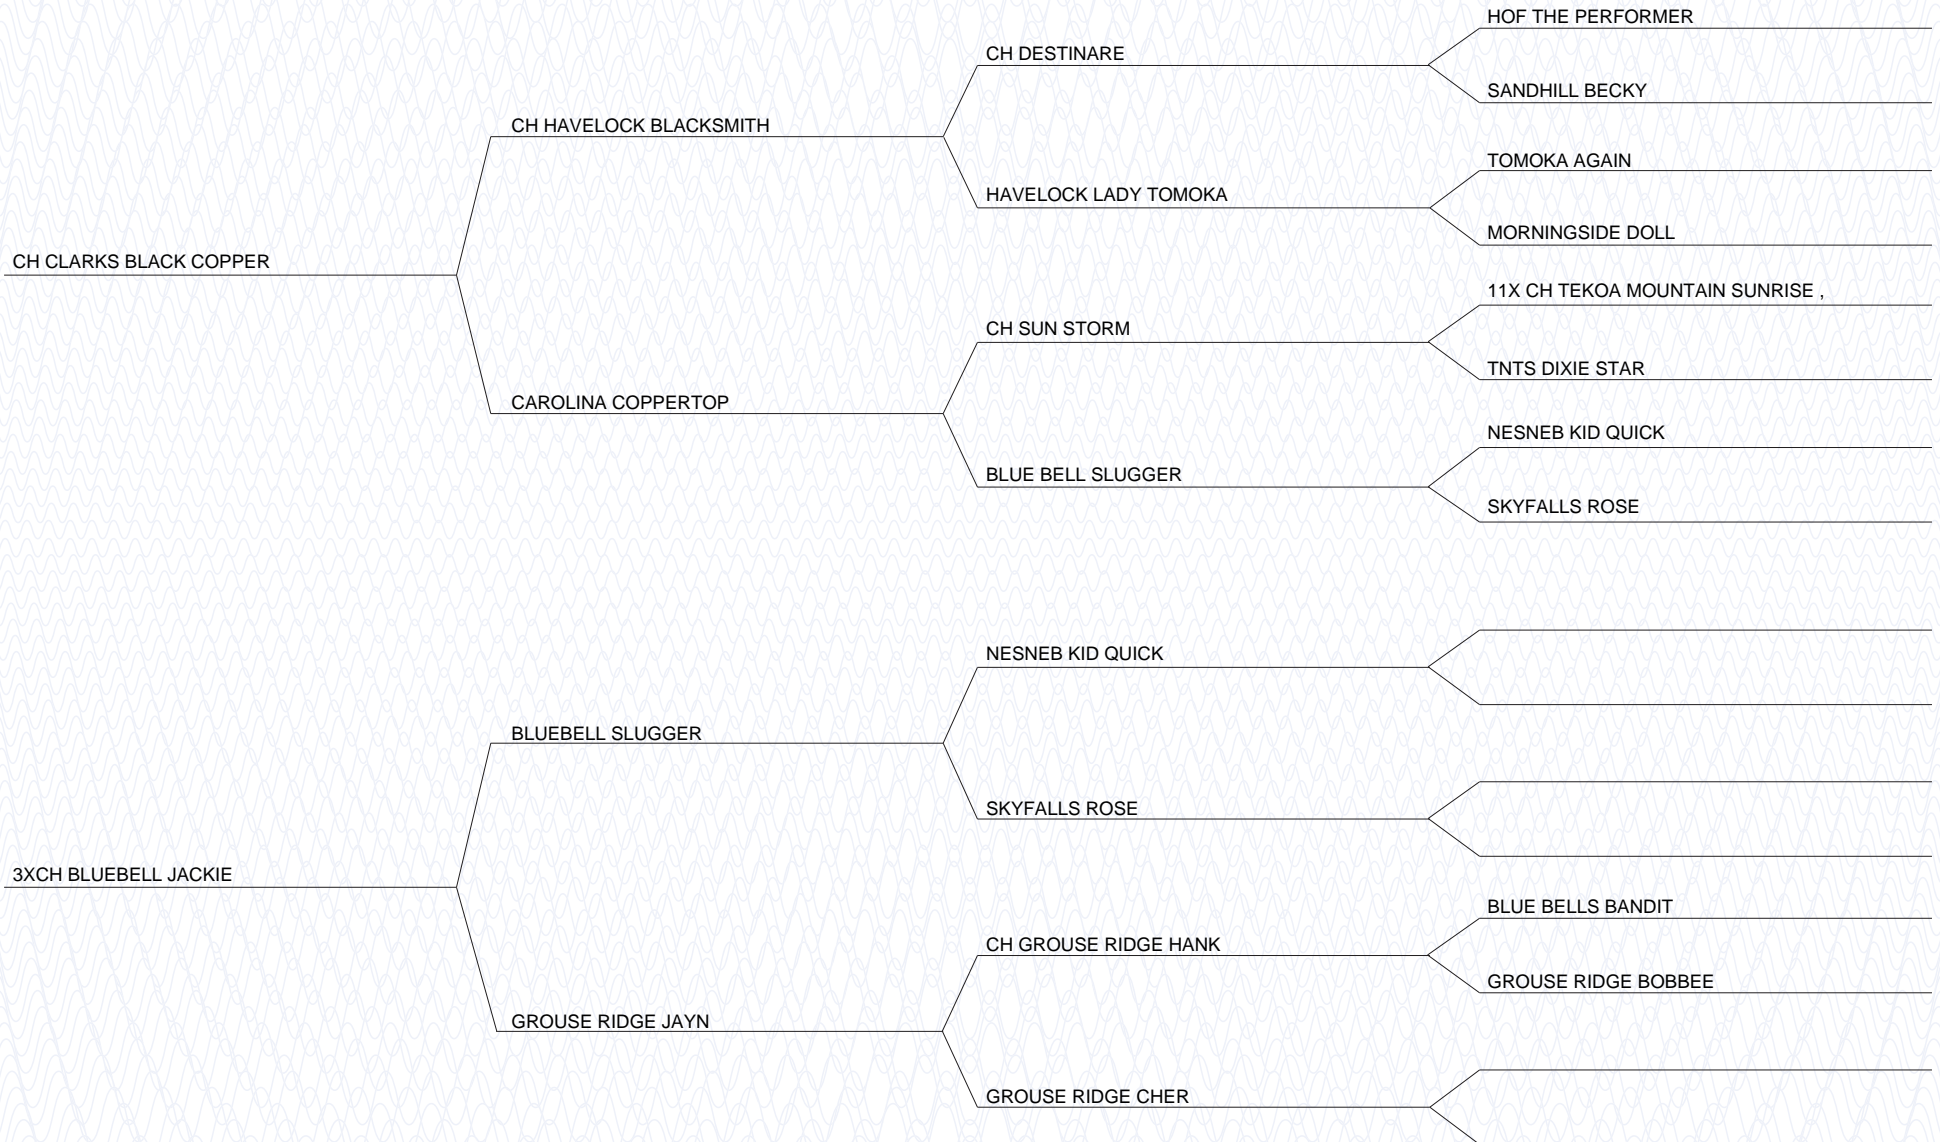 HOF THE PERFORMER
CH DESTINARE
SANDHILL BECKY
CH HAVELOCK BLACKSMITH
TOMOKA AGAIN
HAVELOCK LADY TOMOKA
MORNINGSIDE DOLL
CH CLARKS BLACK COPPER
11X CH TEKOA MOUNTAIN SUNRISE ,
CH SUN STORM
TNTS DIXIE STAR
CAROLINA COPPERTOP
NESNEB KID QUICK
BLUE BELL SLUGGER
SKYFALLS ROSE
NESNEB KID QUICK
BLUEBELL SLUGGER
SKYFALLS ROSE
3XCH BLUEBELL JACKIE
BLUE BELLS BANDIT
CH GROUSE RIDGE HANK
GROUSE RIDGE BOBBEE
GROUSE RIDGE JAYN
GROUSE RIDGE CHER